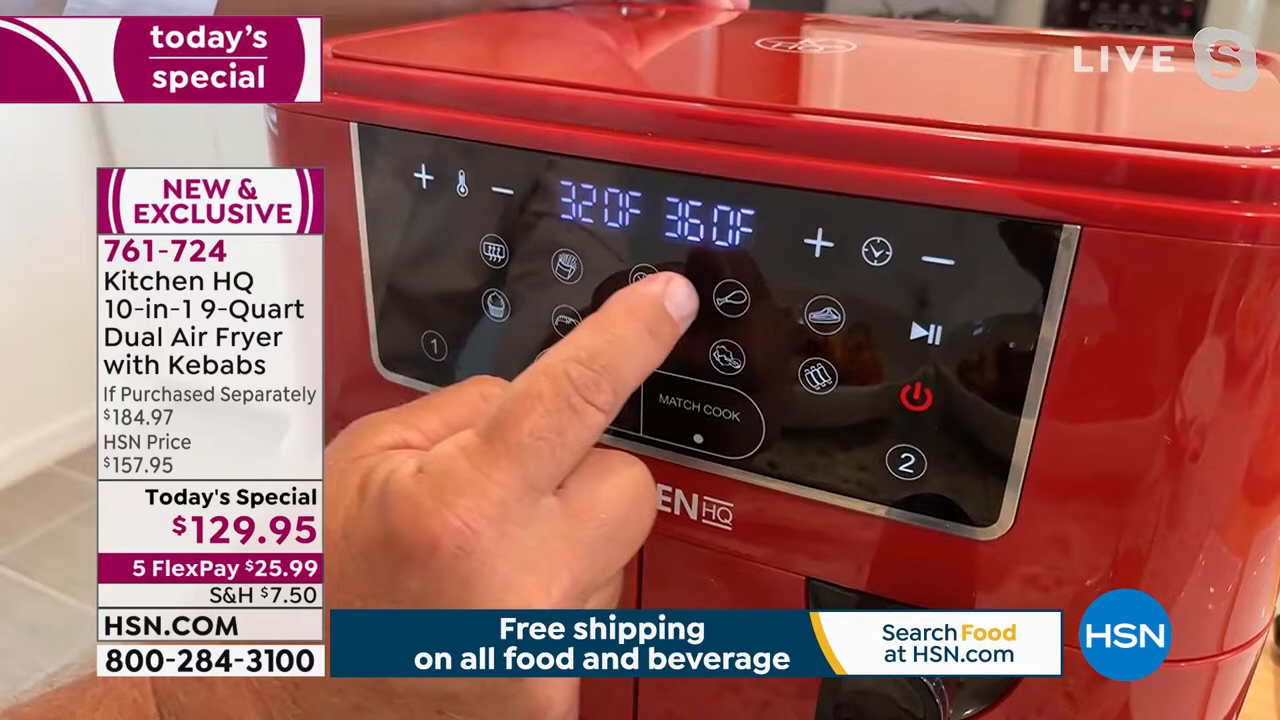 today's
special
LIVE S
NEW &
EXCLUSIVE
761-724
Kitchen HQ
10-in-1 9-Quart
Dual Air Fryer
with Kebabs
If Purchased Separately
$184.97
HSN Price
$157.95
Today's Special
$129.95
5 FlexPay $25.99
S&H $7.50
HSN.COM
800-284-3100
320F 360F
1
MATCH COOK
2
EN HQ
Free shipping
on all food and beverage
Search Food
at HSN.com
HSN